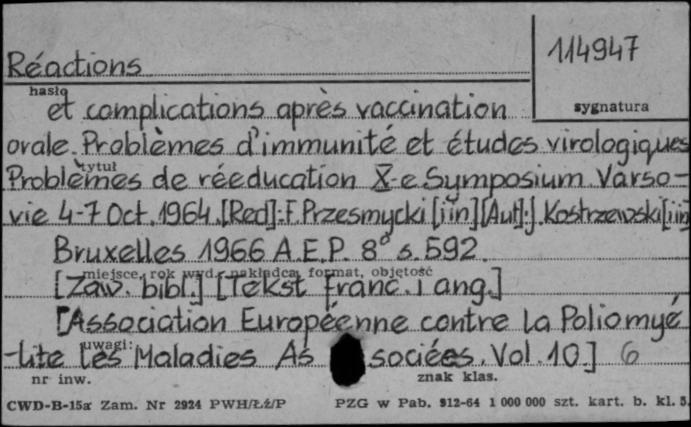 114947
Réactions
hasło
et complications après vaccination
sygnatura
orale. Problèmes d'immunité et études virologiques
tytuł
Problèmes de réeducation X-e Symposium Varso-
vie 4-7 Oct. 1964.[Red]:F.Przesmycki [i in] [Aut]: J. Kostrzewski [i in]
Bruxelles 1966 A.E.P. 8° s. 592.
miejsce, rok wyd., nakładca, format, objętość
[Zaw. bibl.] [Tekst franc. i ang.]
[Association Européenne contre la Poliomyé
uwagi:
-lite les Maladies As sociées. Vol. 10] 6
nr inw. znak klas.
CWD-B-15a Zam. Nr 2924 PWH/Łż/P PZG w Pab. 912-64 1 000 000 szt. kart. b. kl. 5.